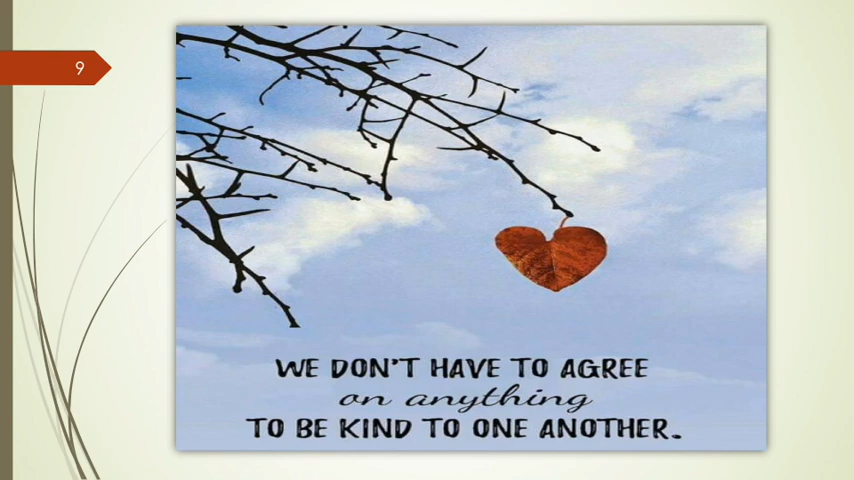 9
WE DON'T HAVE TO AGREE
on anything
TO BE KIND TO ONE ANOTHER.